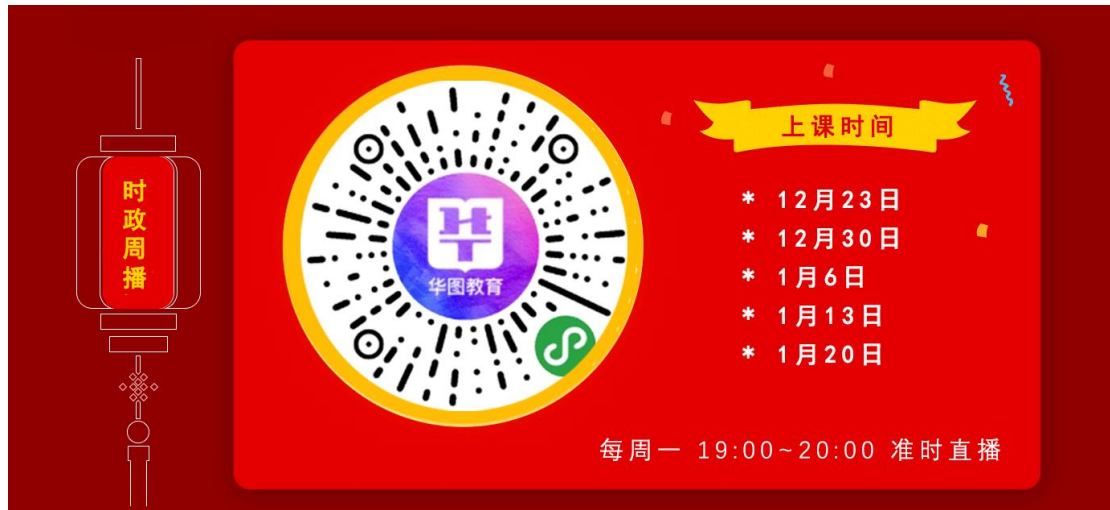 时政周播
华图教育
上课时间
* 12月23日
* 12月30日
* 1月6日
* 1月13日
* 1月20日
每周一 19:00~20:00 准时直播